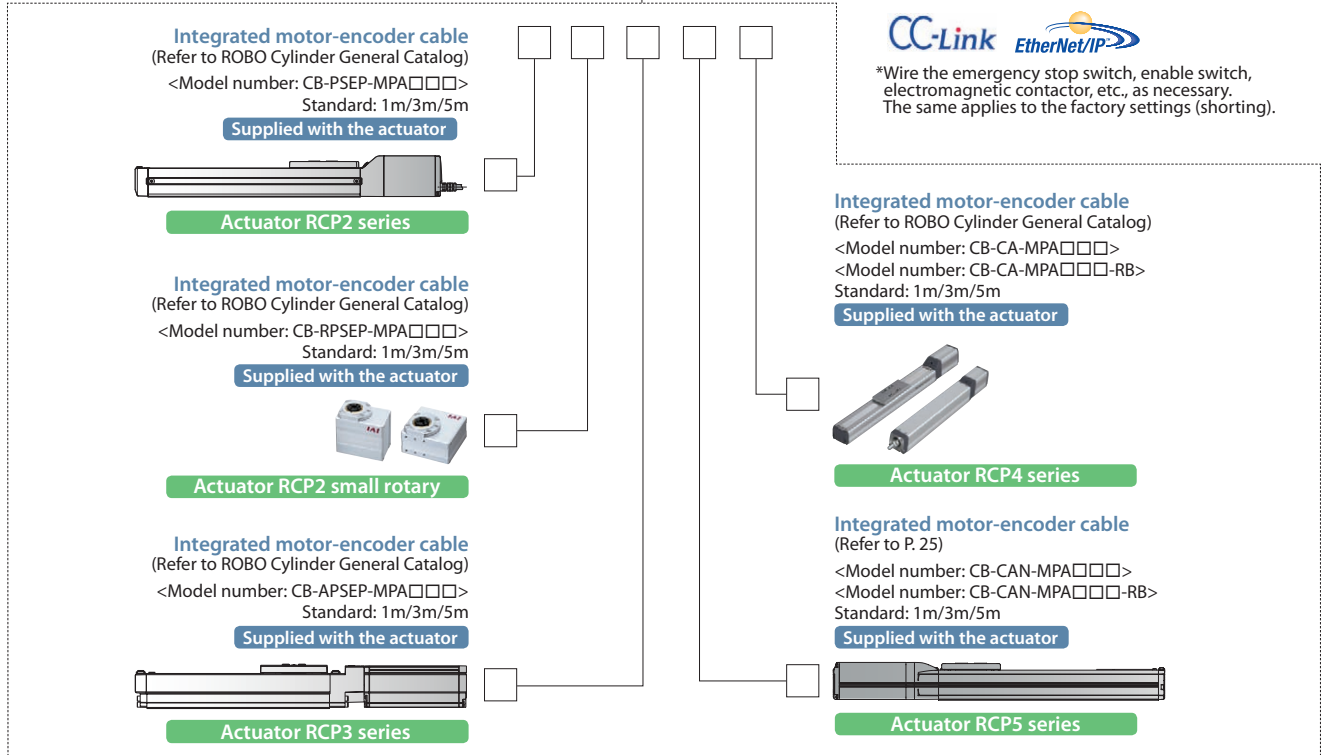 Integrated motor-encoder cable
(Refer to ROBO Cylinder General Catalog)
<Model number: CB-PSEP-MPA□□□>
Standard: 1m/3m/5m
Supplied with the actuator
Actuator RCP2 series
Integrated motor-encoder cable
(Refer to ROBO Cylinder General Catalog)
<Model number: CB-RPSEP-MPA□□□>
Standard: 1m/3m/5m
Supplied with the actuator
IAI
IAI
Actuator RCP2 small rotary
Integrated motor-encoder cable
(Refer to ROBO Cylinder General Catalog)
<Model number: CB-APSEP-MPA□□□>
Standard: 1m/3m/5m
Supplied with the actuator
Actuator RCP3 series
CC-Link
EtherNet/IP™
*Wire the emergency stop switch, enable switch,
electromagnetic contactor, etc., as necessary.
The same applies to the factory settings (shorting).
Integrated motor-encoder cable
(Refer to ROBO Cylinder General Catalog)
<Model number: CB-CA-MPA□□□>
<Model number: CB-CA-MPA□□□-RB>
Standard: 1m/3m/5m
Supplied with the actuator
Actuator RCP4 series
Integrated motor-encoder cable
(Refer to P. 25)
<Model number: CB-CAN-MPA□□□>
<Model number: CB-CAN-MPA□□□-RB>
Standard: 1m/3m/5m
Supplied with the actuator
Actuator RCP5 series